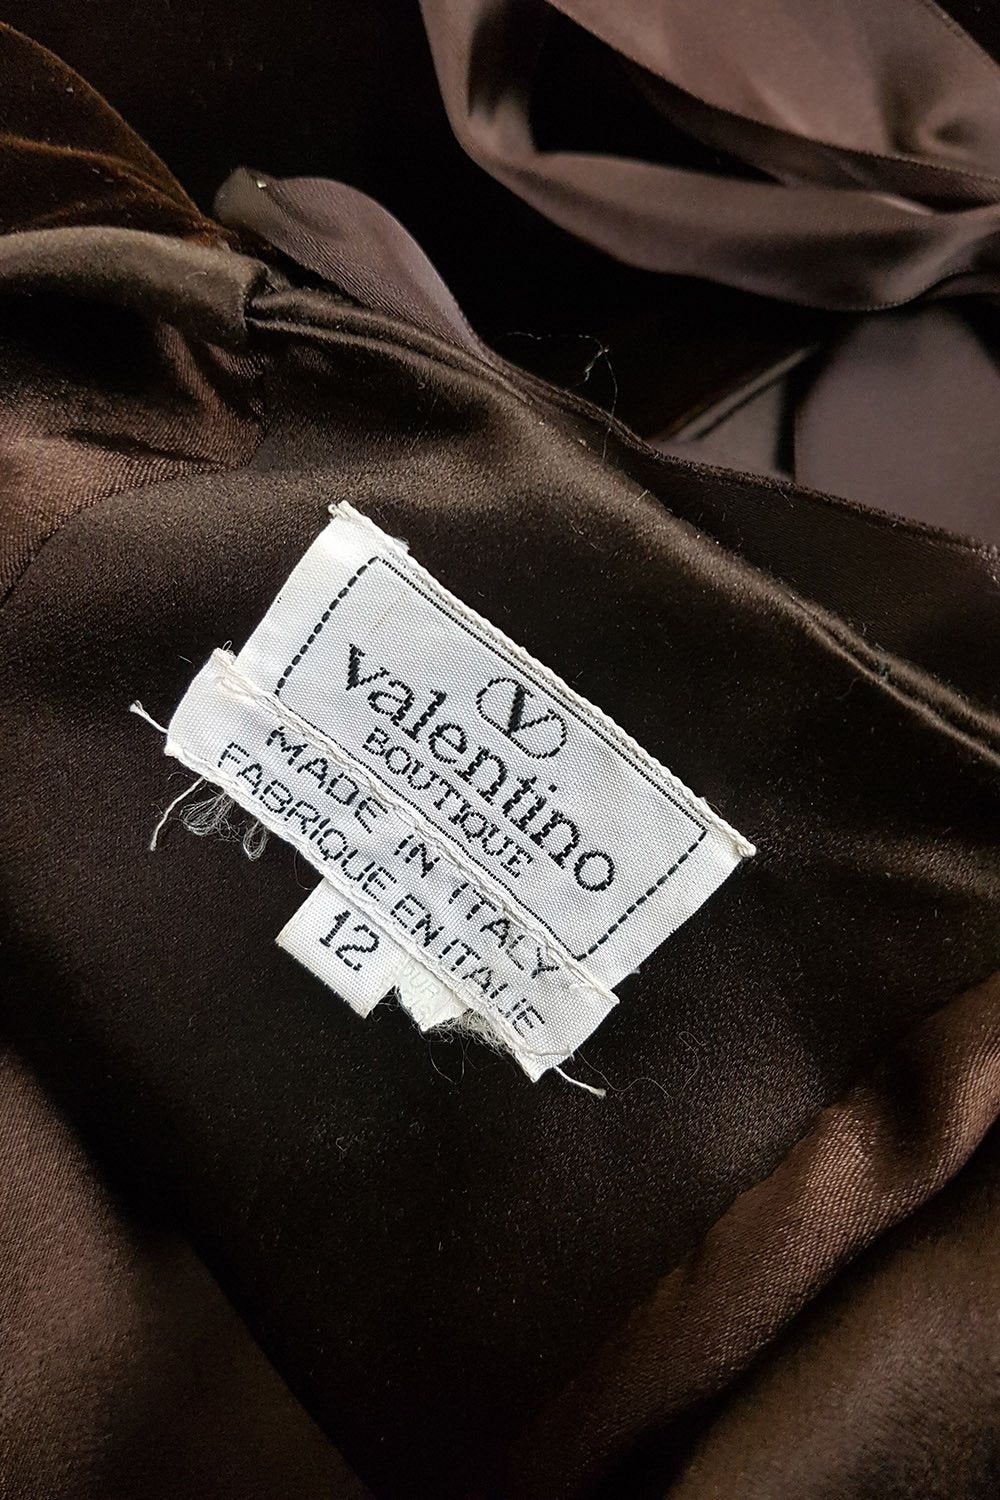 V
valentino
BOUTIQUE
MADE IN ITALY
FABRIQUE EN ITALIE
12